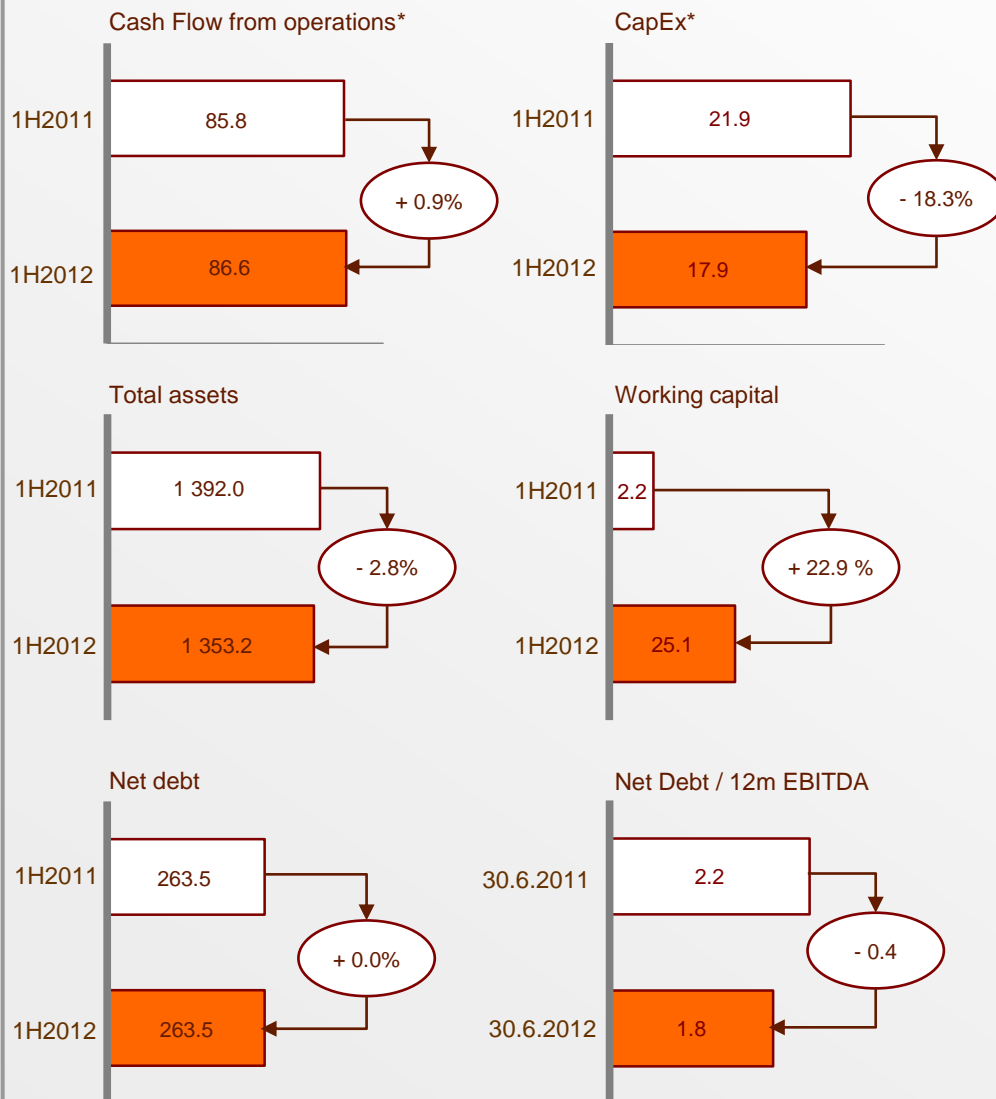 Cash Flow from operations*
1H2011
85.8
+ 0.9%
1H2012
86.6
CapEx*
1H2011
21.9
- 18.3%
1H2012
17.9
Total assets
1H2011
1 392.0
- 2.8%
1H2012
1 353.2
Working capital
1H2011
2.2
+ 22.9 %
1H2012
25.1
Net debt
1H2011
263.5
+ 0.0%
1H2012
263.5
Net Debt / 12m EBITDA
30.6.2011
2.2
- 0.4
30.6.2012
1.8